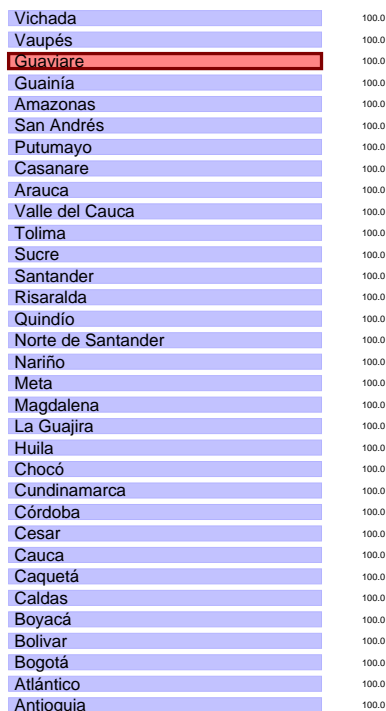 Vichada 100.0
Vaupés 100.0
Guaviare 100.0
Guainía 100.0
Amazonas 100.0
San Andrés 100.0
Putumayo 100.0
Casanare 100.0
Arauca 100.0
Valle del Cauca 100.0
Tolima 100.0
Sucre 100.0
Santander 100.0
Risaralda 100.0
Quindío 100.0
Norte de Santander 100.0
Nariño 100.0
Meta 100.0
Magdalena 100.0
La Guajira 100.0
Huila 100.0
Chocó 100.0
Cundinamarca 100.0
Córdoba 100.0
Cesar 100.0
Cauca 100.0
Caquetá 100.0
Caldas 100.0
Boyacá 100.0
Bolivar 100.0
Bogotá 100.0
Atlántico 100.0
Antioquia 100.0